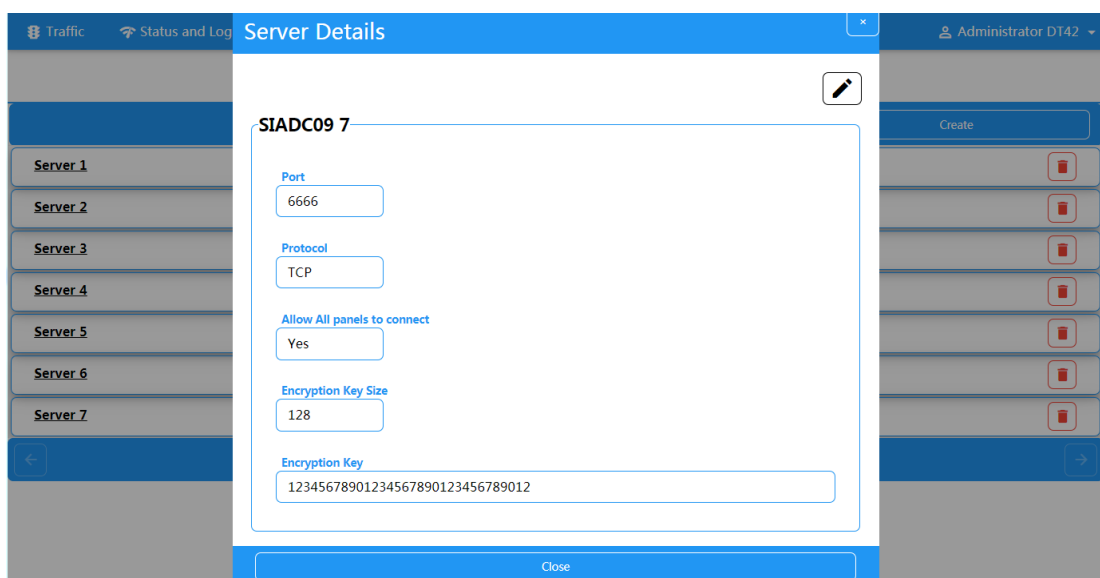 Traffic
Status and Log
Server Details
×
Administrator DT42
SIADC09 7
Create
Server 1
Port
6666
Server 2
Protocol
Server 3
TCP
Server 4
Allow All panels to connect
Server 5
Yes
Server 6
Encryption Key Size
128
Server 7
Encryption Key
12345678901234567890123456789012
Close